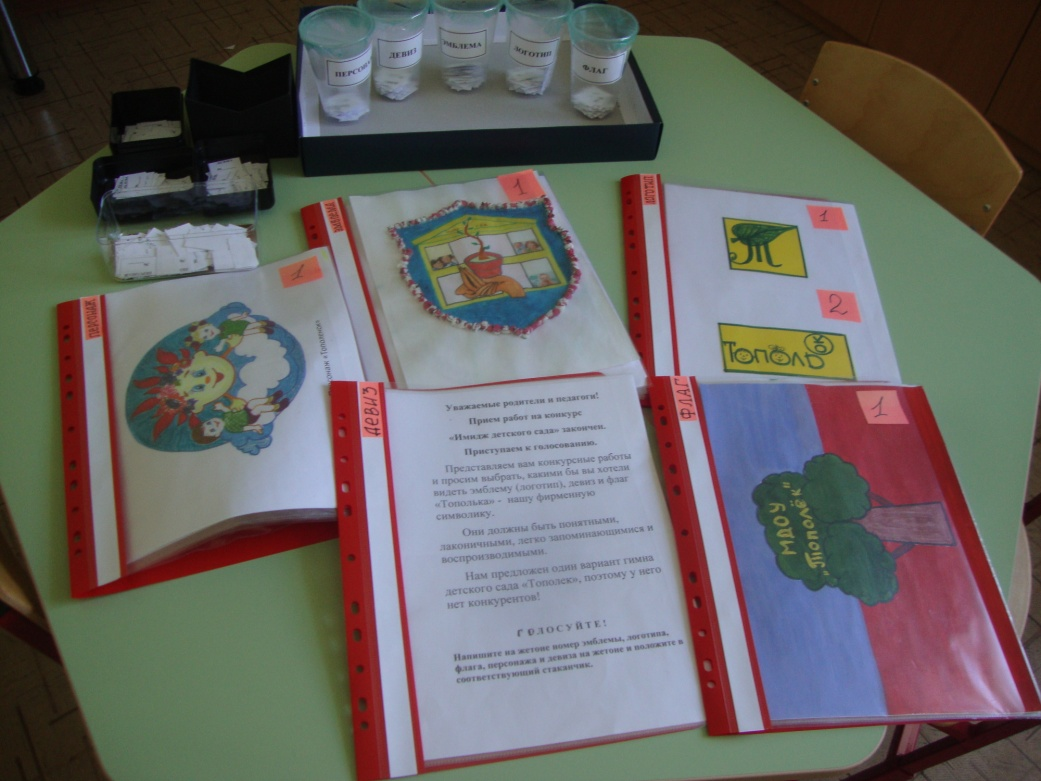 ПЕРСОНАЖ
ДЕВИЗ
ЭМБЛЕМА
ЛОГОТИП
ФЛАГ
1
ЛОГОТИП
1
Т
2
ТОПОЛЁК
ПЕРСОНАЖ
1
ДЕВИЗ
Уважаемые родители и педагоги!
Прием работ на конкурс
«Имидж детского сада» закончен.
Приступаем к голосованию.
Представляем вам конкурсные работы
и просим выбрать, какими бы вы хотели
видеть эмблему (логотип), девиз и флаг
«Тополька» - нашу фирменную
символику.
Они должны быть понятными,
лаконичными, легко запоминающимися и
воспроизводимыми.
Нам предложен один вариант гимна
детского сада «Тополек», поэтому у него
нет конкурентов!
ГОЛОСУЙТЕ!
Напишите на жетоне номер эмблемы, логотипа,
флага, персонажа и девиза на жетоне и положите в
соответствующий стаканчик.
ФЛАГ
1
МДОУ
„Тополёк"